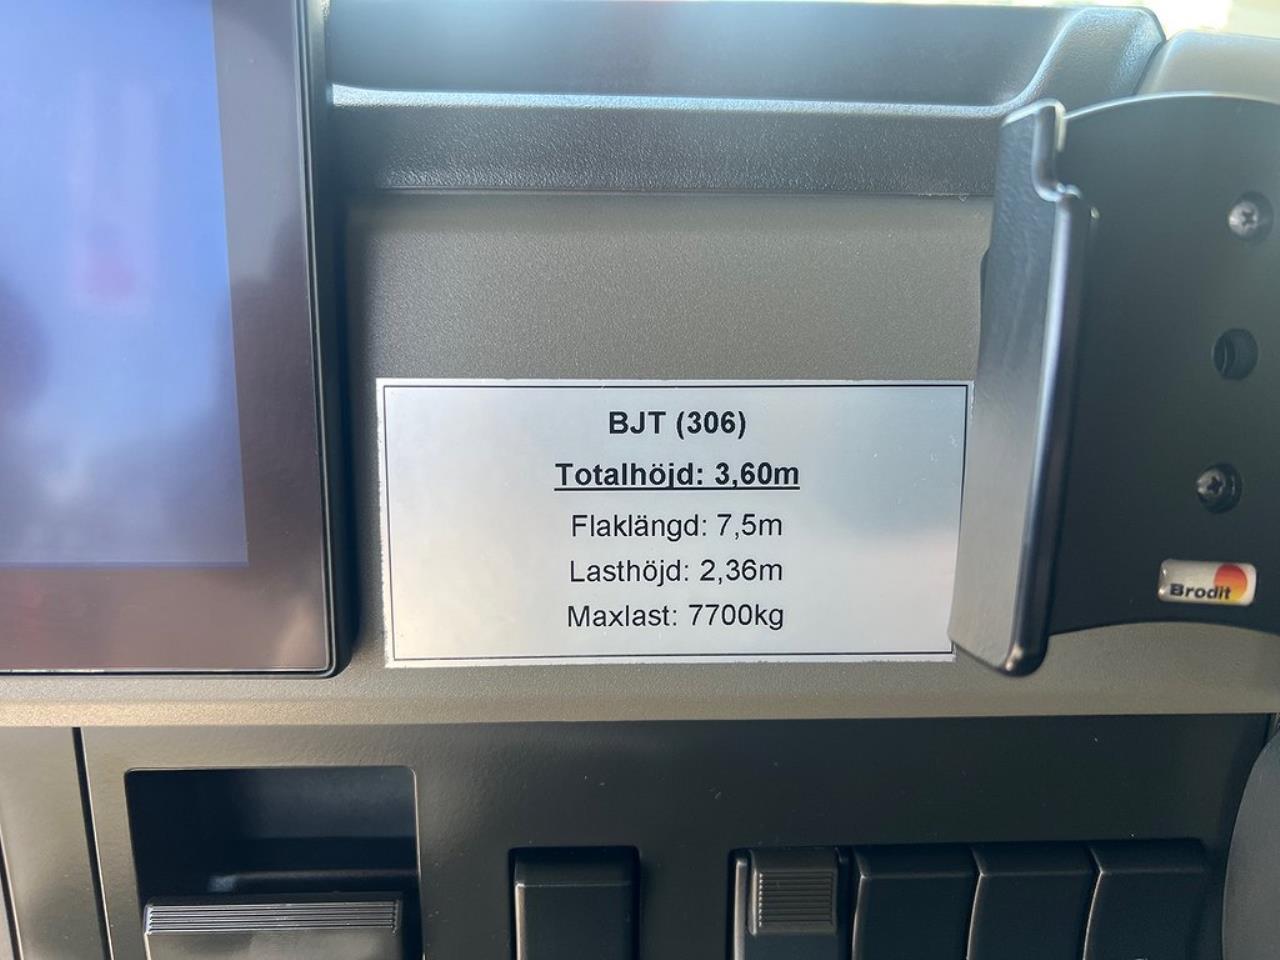 BJT (306)
Totalhöjd: 3,60m
Flaklängd: 7,5m
Lasthöjd: 2,36m
Maxlast: 7700kg
Brodit